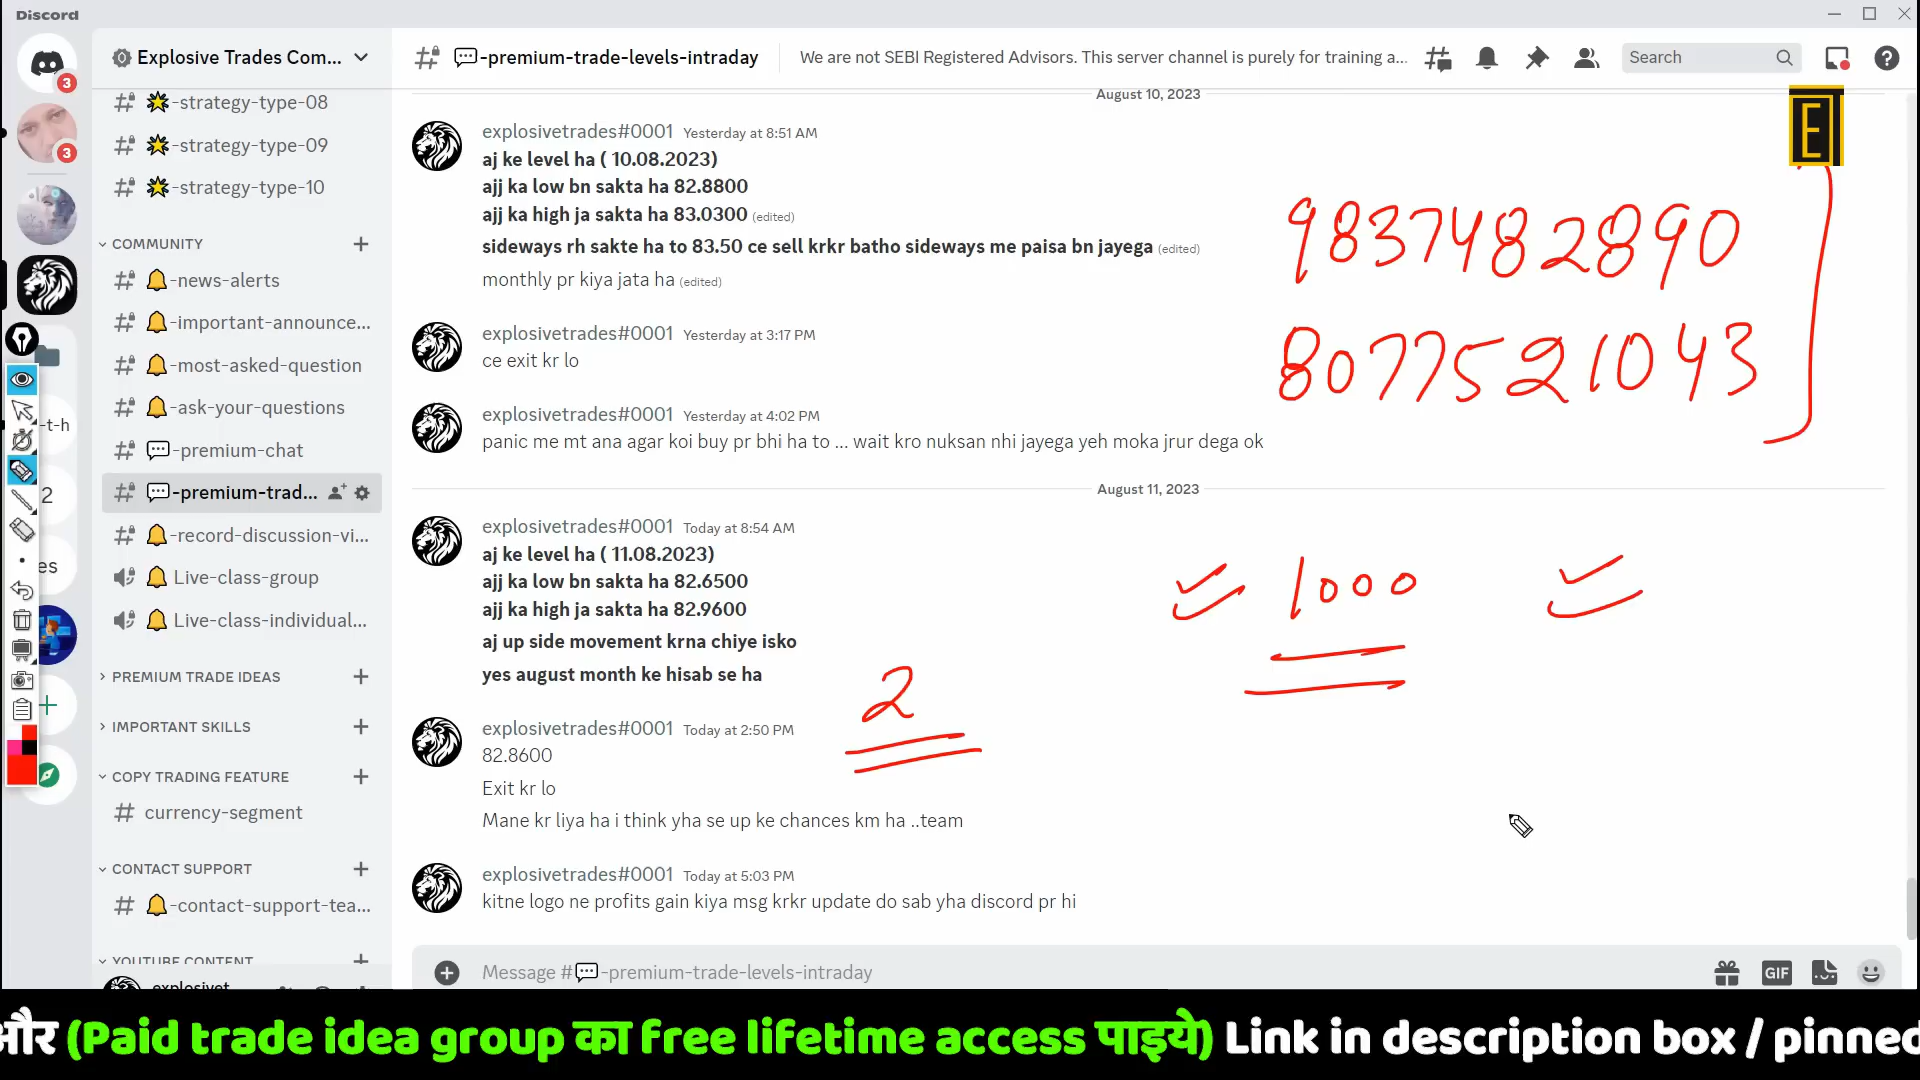 Discord
Explosive Trades Com...
-premium-trade-levels-intraday
We are not SEBI Registered Advisors. This server channel is purely for training a...
Search
3
3
-t-h
2
es
-strategy-type-08
-strategy-type-09
-strategy-type-10
COMMUNITY
-news-alerts
-important-announce...
-most-asked-question
-ask-your-questions
-premium-chat
-premium-trad...
-record-discussion-vi...
Live-class-group
Live-class-individual...
PREMIUM TRADE IDEAS
IMPORTANT SKILLS
COPY TRADING FEATURE
currency-segment
CONTACT SUPPORT
-contact-support-tea...
YOUTUBE CONTENT
explosivet
August 10, 2023
explosivetrades#0001 Yesterday at 8:51 AM
aj ke level ha ( 10.08.2023)
ajj ka low bn sakta ha 82.8800
ajj ka high ja sakta ha 83.0300 (edited)
sideways rh sakte ha to 83.50 ce sell krkr batho sideways me paisa bn jayega (edited)
monthly pr kiya jata ha (edited)
explosivetrades#0001 Yesterday at 3:17 PM
ce exit kr lo
explosivetrades#0001 Yesterday at 4:02 PM
panic me mt ana agar koi buy pr bhi ha to ... wait kro nuksan nhi jayega yeh moka jrur dega ok
August 11, 2023
explosivetrades#0001 Today at 8:54 AM
aj ke level ha ( 11.08.2023)
ajj ka low bn sakta ha 82.6500
ajj ka high ja sakta ha 82.9600
aj up side movement krna chiye isko
yes august month ke hisab se ha
explosivetrades#0001 Today at 2:50 PM
82.8600
Exit kr lo
Mane kr liya ha i think yha se up ke chances km ha ..team
explosivetrades#0001 Today at 5:03 PM
kitne logo ne profits gain kiya msg krkr update do sab yha discord pr hi
Message # -premium-trade-levels-intraday
GIF
ET
9837482890
8077521043
1000
2
और (Paid trade idea group का free lifetime access पाइये) Link in description box / pinned